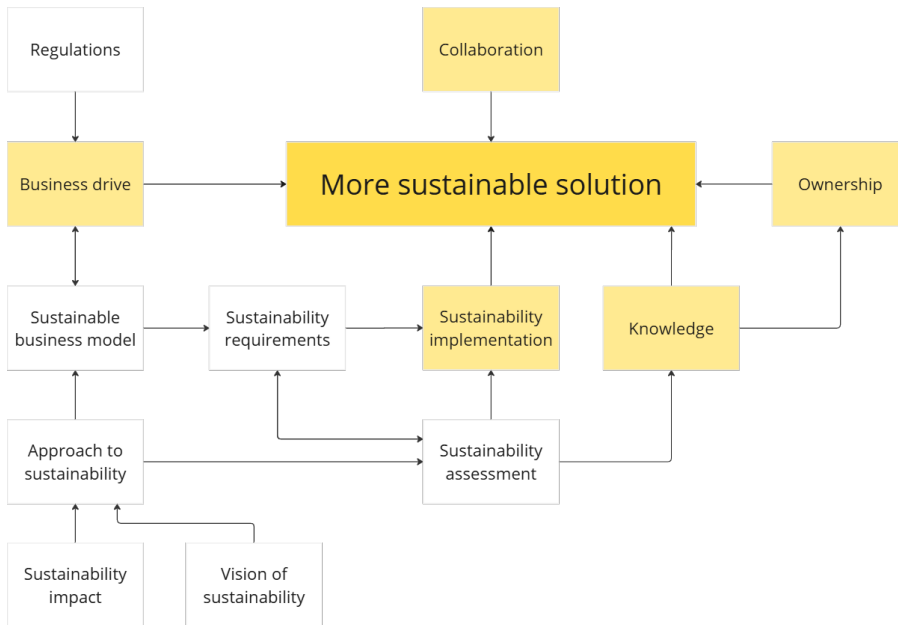 Regulations
Collaboration
Business drive
More sustainable solution
Ownership
Sustainable
business model
Sustainability
requirements
Sustainability
implementation
Knowledge
Approach to
sustainability
Sustainability
assessment
Sustainability
impact
Vision of
sustainability